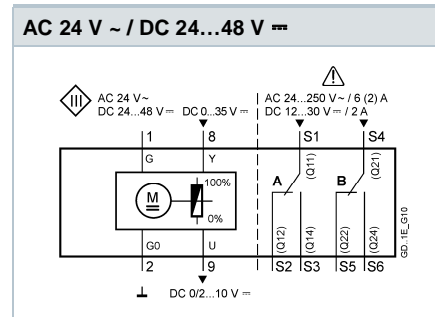 AC 24 V ~ / DC 24...48 V ⎓
III
AC 24 V~
DC 24...48 V⎓ DC 0...35 V⎓
AC 24...250 V~ / 6 (2) A
DC 12...30 V⎓ / 2 A
1 8 S1 S4
G Y (Q11) (Q21)
100%
A B
M
0%
G0 U (Q12) (Q14) (Q22) (Q24)
2 9 S2 S3 S5 S6
DC 0/2...10 V ⎓
GD..1E_G10